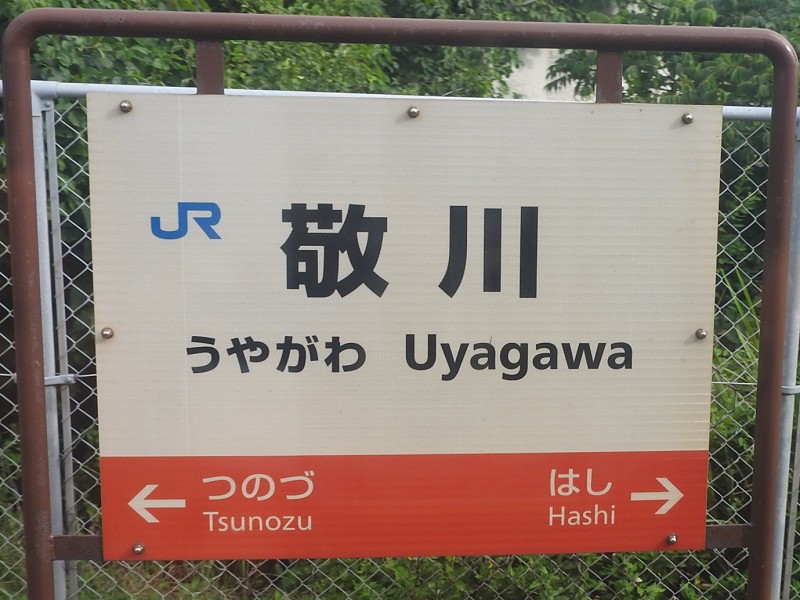 JR 敬川
うやがわ Uyagawa
← つのづ はし →
Tsunozu Hashi